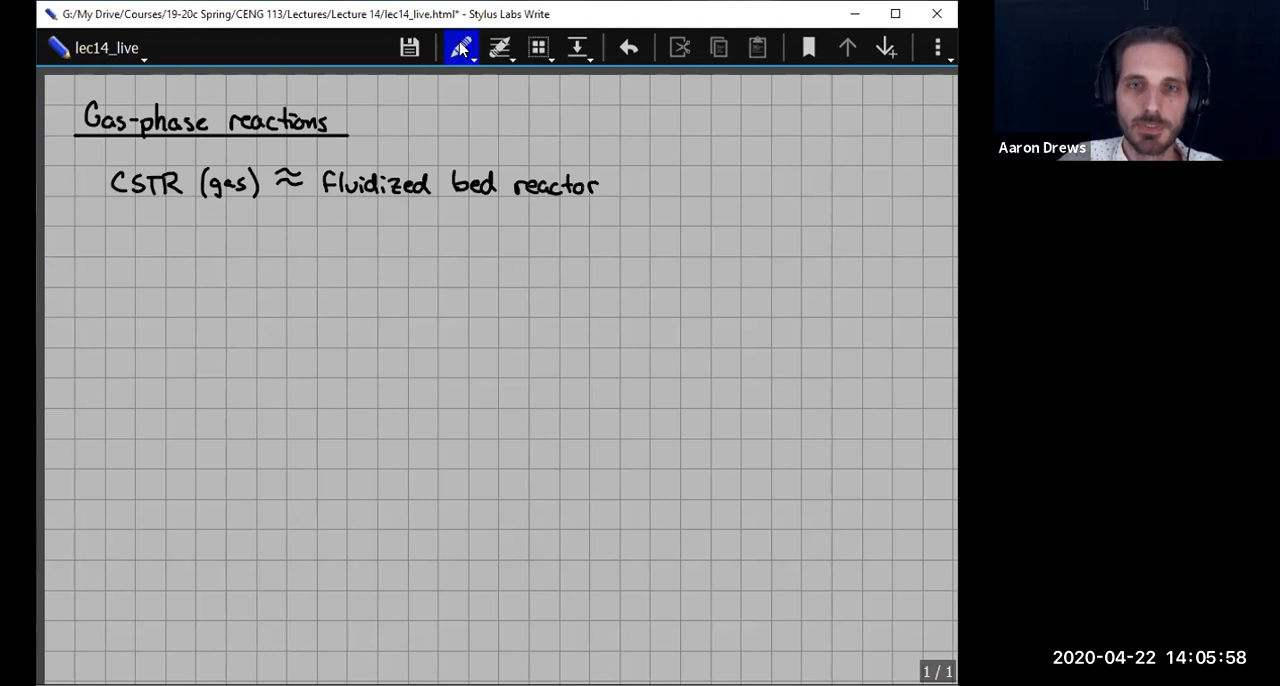 G:/My Drive/Courses/19-20c Spring/CENG 113/Lectures/Lecture 14/lec14_live.html* - Stylus Labs Write
lec14_live
Gas-phase reactions
CSTR (gas) ≈ fluidized bed reactor
Aaron Drews
1 / 1
2020-04-22 14:05:58